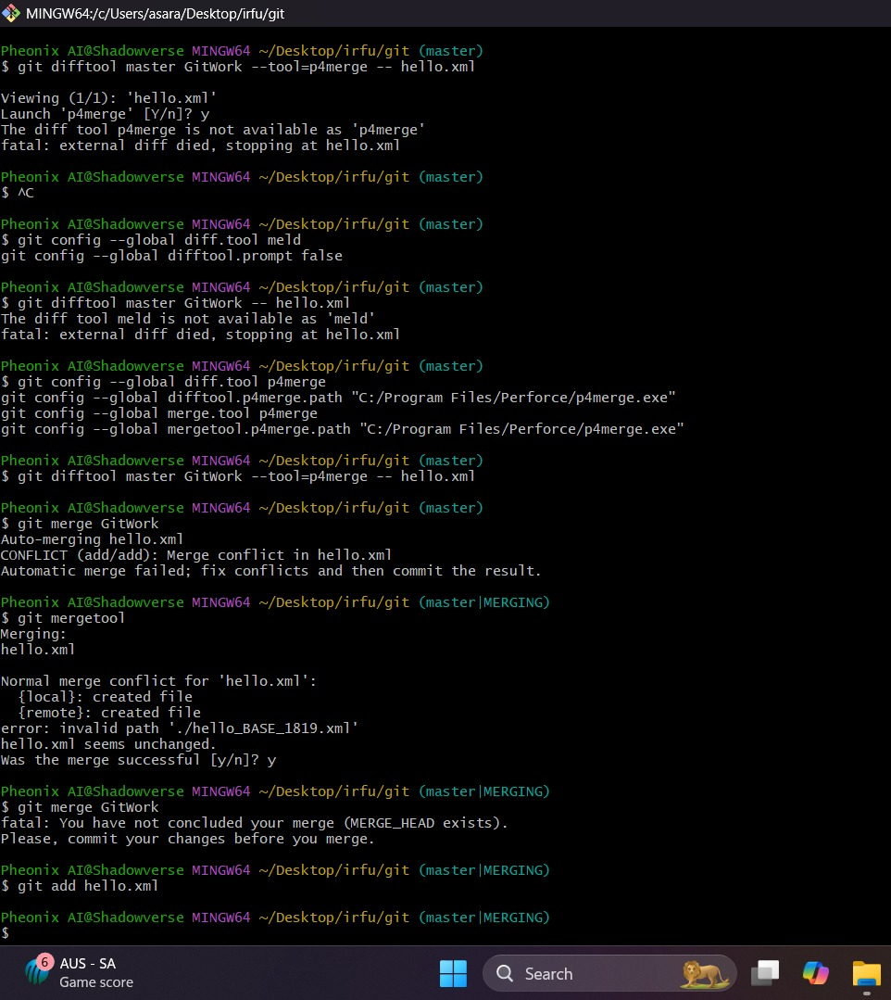 MINGW64:/c/Users/asara/Desktop/irfu/git
Pheonix AI@Shadowverse MINGW64 ~/Desktop/irfu/git (master)
$ git difftool master GitWork --tool=p4merge -- hello.xml
Viewing (1/1): 'hello.xml'
Launch 'p4merge' [Y/n]? y
The diff tool p4merge is not available as 'p4merge'
fatal: external diff died, stopping at hello.xml
Pheonix AI@Shadowverse MINGW64 ~/Desktop/irfu/git (master)
$ ^C
Pheonix AI@Shadowverse MINGW64 ~/Desktop/irfu/git (master)
$ git config --global diff.tool meld
git config --global difftool.prompt false
Pheonix AI@Shadowverse MINGW64 ~/Desktop/irfu/git (master)
$ git difftool master GitWork -- hello.xml
The diff tool meld is not available as 'meld'
fatal: external diff died, stopping at hello.xml
Pheonix AI@Shadowverse MINGW64 ~/Desktop/irfu/git (master)
$ git config --global diff.tool p4merge
git config --global difftool.p4merge.path "C:/Program Files/Perforce/p4merge.exe"
git config --global merge.tool p4merge
git config --global mergetool.p4merge.path "C:/Program Files/Perforce/p4merge.exe"
Pheonix AI@Shadowverse MINGW64 ~/Desktop/irfu/git (master)
$ git difftool master GitWork --tool=p4merge -- hello.xml
Pheonix AI@Shadowverse MINGW64 ~/Desktop/irfu/git (master)
$ git merge GitWork
Auto-merging hello.xml
CONFLICT (add/add): Merge conflict in hello.xml
Automatic merge failed; fix conflicts and then commit the result.
Pheonix AI@Shadowverse MINGW64 ~/Desktop/irfu/git (master|MERGING)
$ git mergetool
Merging:
hello.xml
Normal merge conflict for 'hello.xml':
{local}: created file
{remote}: created file
error: invalid path './hello_BASE_1819.xml'
hello.xml seems unchanged.
Was the merge successful [y/n]? y
Pheonix AI@Shadowverse MINGW64 ~/Desktop/irfu/git (master|MERGING)
$ git merge GitWork
fatal: You have not concluded your merge (MERGE_HEAD exists).
Please, commit your changes before you merge.
Pheonix AI@Shadowverse MINGW64 ~/Desktop/irfu/git (master|MERGING)
$ git add hello.xml
Pheonix AI@Shadowverse MINGW64 ~/Desktop/irfu/git (master|MERGING)
$
6
AUS - SA
Game score
Search